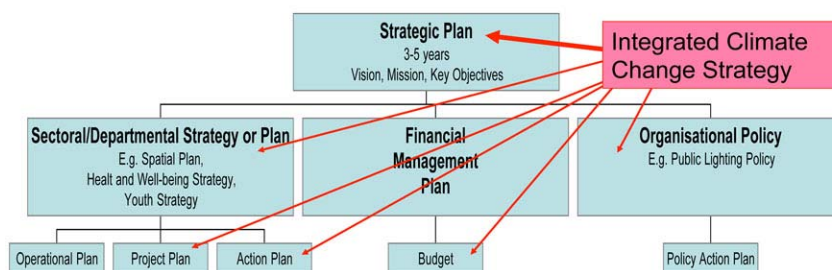 Strategic Plan
3-5 years
Vision, Mission, Key Objectives
Integrated Climate
Change Strategy
Sectoral/Departmental Strategy or Plan
E.g. Spatial Plan,
Healt and Well-being Strategy,
Youth Strategy
Financial
Management
Plan
Organisational Policy
E.g. Public Lighting Policy
Operational Plan
Project Plan
Action Plan
Budget
Policy Action Plan